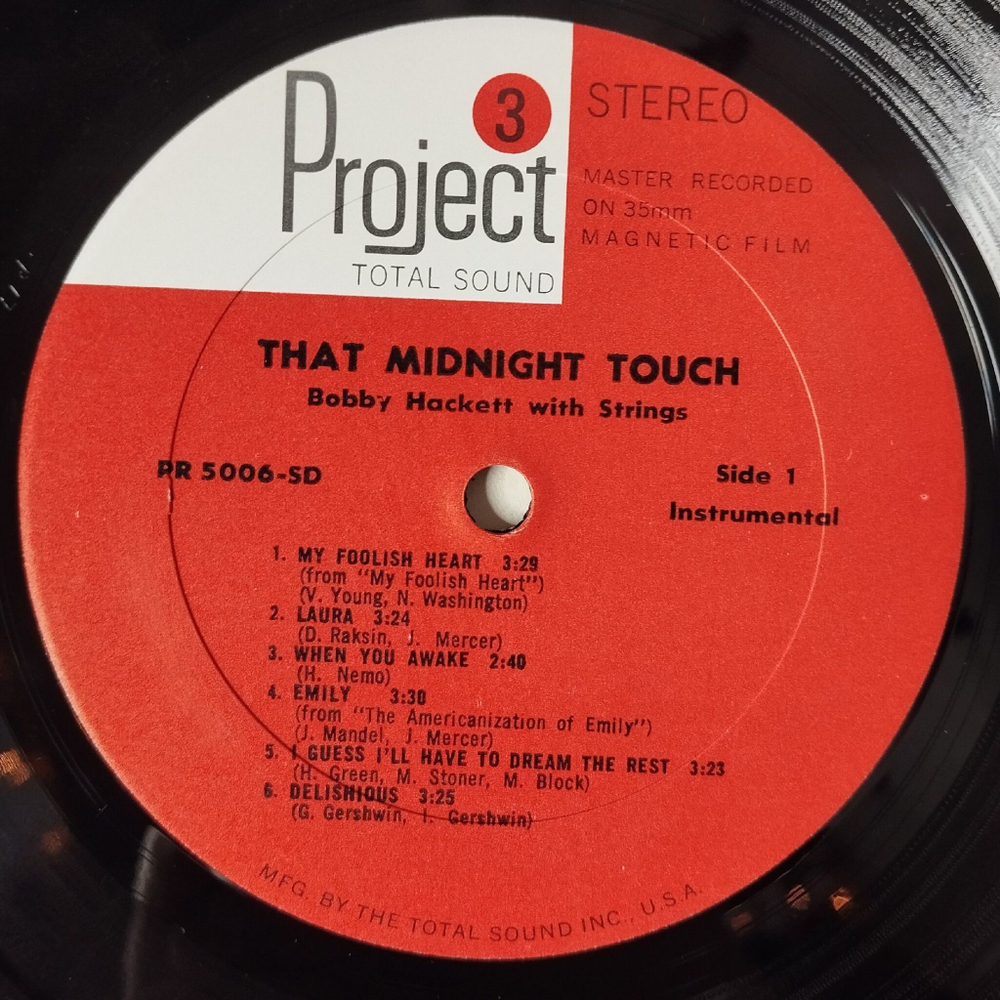 3
Project
TOTAL SOUND
STEREO
MASTER RECORDED
ON 35mm
MAGNETIC FILM
THAT MIDNIGHT TOUCH
Bobby Hackett with Strings
PR 5006-SD
Side 1
Instrumental
1. MY FOOLISH HEART 3:29
(from "My Foolish Heart")
(V. Young, N. Washington)
2. LAURA 3:24
(D. Raksin, J. Mercer)
3. WHEN YOU AWAKE 2:40
(H. Nemo)
4. EMILY 3:30
(from "The Americanization of Emily")
(J. Mandel, J. Mercer)
5. I GUESS I'LL HAVE TO DREAM THE REST 3:23
(H. Green, M. Stoner, M. Block)
6. DELISHIOUS 3:25
(G. Gershwin, I. Gershwin)
MFG. BY THE TOTAL SOUND INC., U.S.A.